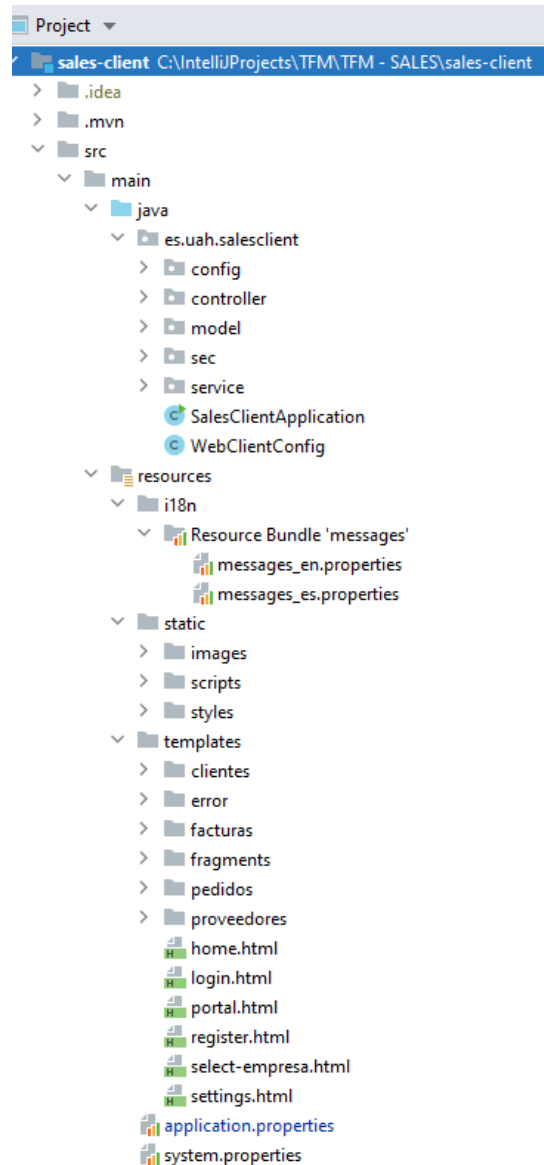 Project
sales-client C:\IntelliJProjects\TFM\TFM - SALES\sales-client
.idea
.mvn
src
main
java
es.uah.salesclient
config
controller
model
sec
service
SalesClientApplication
WebClientConfig
resources
i18n
Resource Bundle 'messages'
messages_en.properties
messages_es.properties
static
images
scripts
styles
templates
clientes
error
facturas
fragments
pedidos
proveedores
home.html
login.html
portal.html
register.html
select-empresa.html
settings.html
application.properties
system.properties